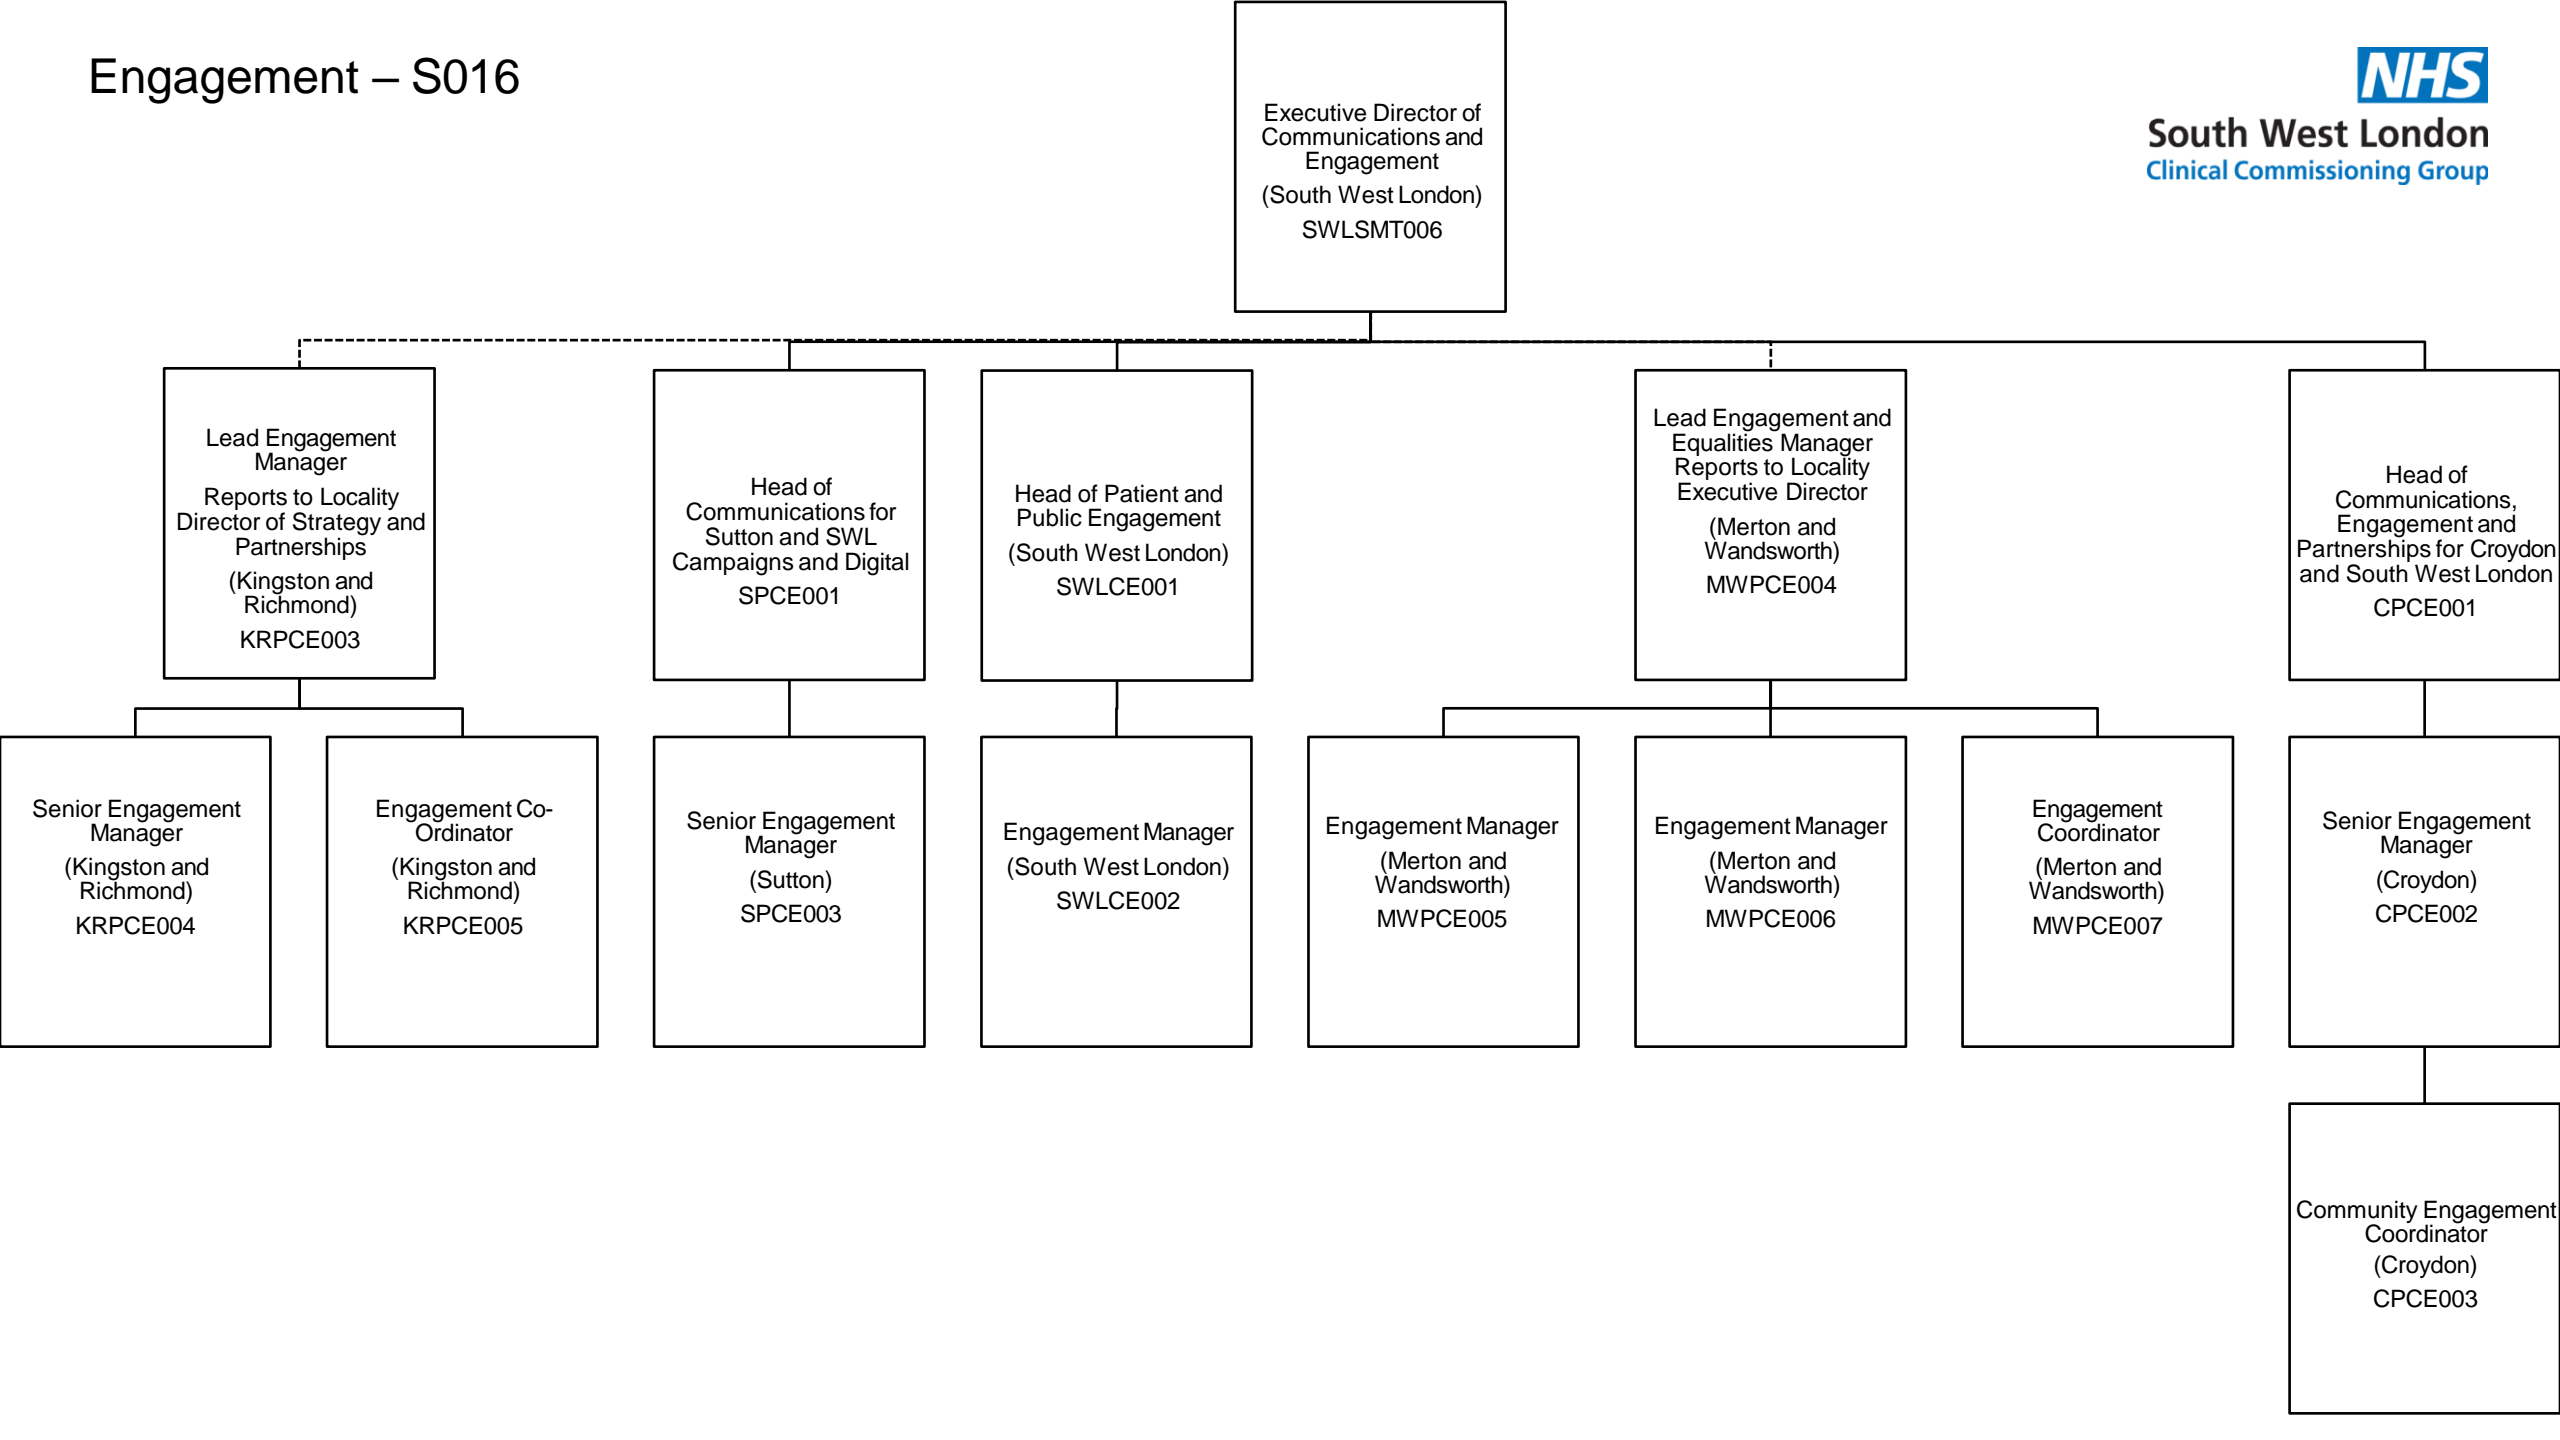 Engagement – S016
NHS
South West London
Clinical Commissioning Group
Executive Director of
Communications and
Engagement
(South West London)
SWLSMT006
Lead Engagement
Manager
Reports to Locality
Director of Strategy and
Partnerships
(Kingston and
Richmond)
KRPCE003
Head of
Communications for
Sutton and SWL
Campaigns and Digital
SPCE001
Head of Patient and
Public Engagement
(South West London)
SWLCE001
Lead Engagement and
Equalities Manager
Reports to Locality
Executive Director
(Merton and
Wandsworth)
MWPCE004
Head of
Communications,
Engagement and
Partnerships for Croydon
and South West London
CPCE001
Senior Engagement
Manager
(Kingston and
Richmond)
KRPCE004
Engagement Co-
Ordinator
(Kingston and
Richmond)
KRPCE005
Senior Engagement
Manager
(Sutton)
SPCE003
Engagement Manager
(South West London)
SWLCE002
Engagement Manager
(Merton and
Wandsworth)
MWPCE005
Engagement Manager
(Merton and
Wandsworth)
MWPCE006
Engagement
Coordinator
(Merton and
Wandsworth)
MWPCE007
Senior Engagement
Manager
(Croydon)
CPCE002
Community Engagement
Coordinator
(Croydon)
CPCE003